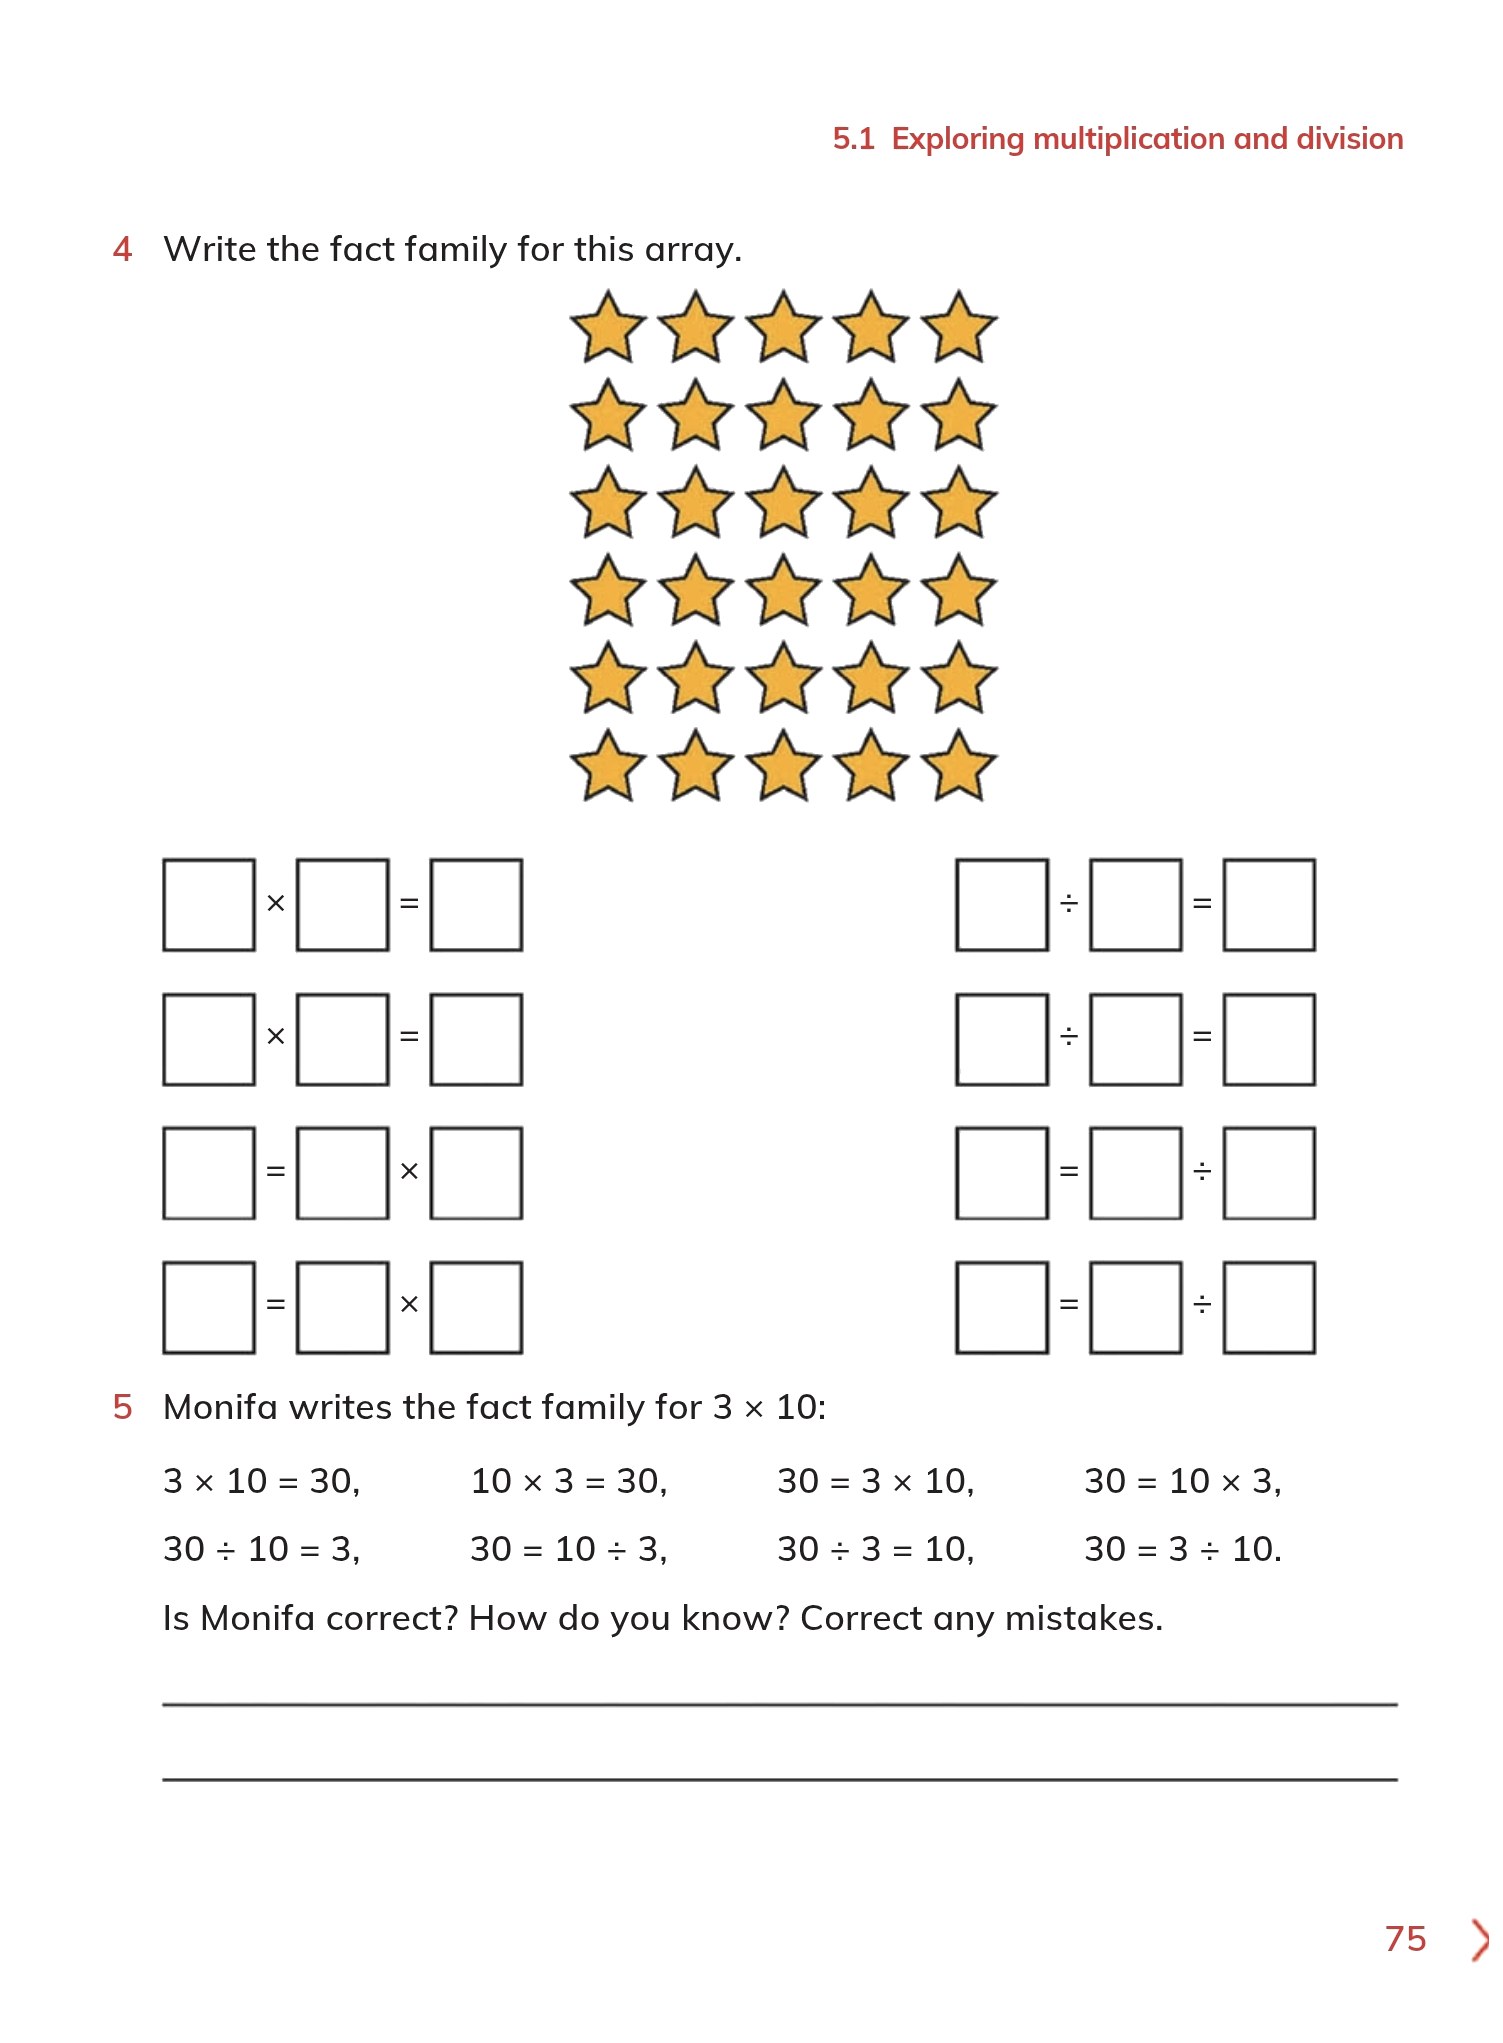 5.1 Exploring multiplication and division
4 Write the fact family for this array.
× = ÷ =
× = ÷ =
= × = ÷
= × = ÷
5 Monifa writes the fact family for 3 × 10:
3 × 10 = 30, 10 × 3 = 30, 30 = 3 × 10, 30 = 10 × 3,
30 ÷ 10 = 3, 30 = 10 ÷ 3, 30 ÷ 3 = 10, 30 = 3 ÷ 10.
Is Monifa correct? How do you know? Correct any mistakes.
75